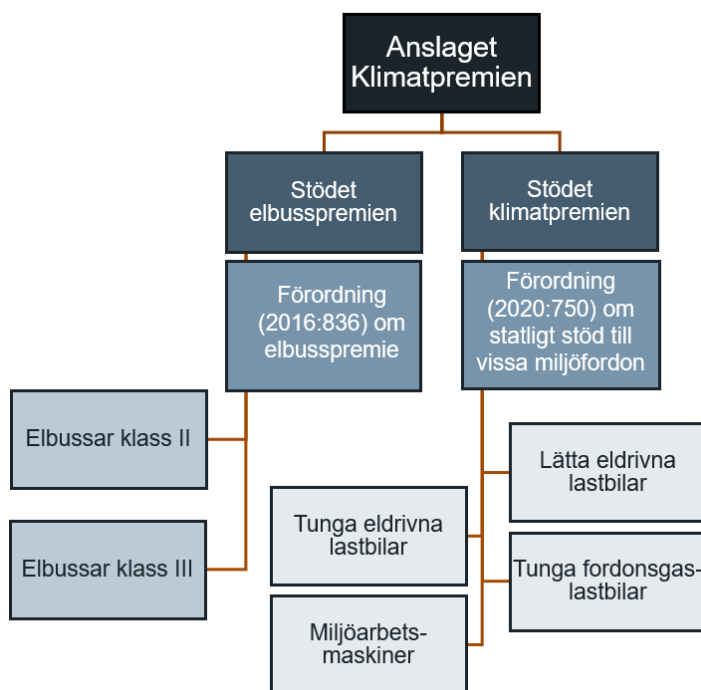 Anslaget
Klimatpremien
Stödet
elbusspremien
Stödet
klimatpremien
Förordning
(2016:836) om
elbusspremie
Förordning
(2020:750) om
statligt stöd till
vissa miljöfordon
Elbussar klass II
Elbussar klass III
Lätta eldrivna
lastbilar
Tunga eldrivna
lastbilar
Tunga fordonsgas-
lastbilar
Miljöarbets-
maskiner